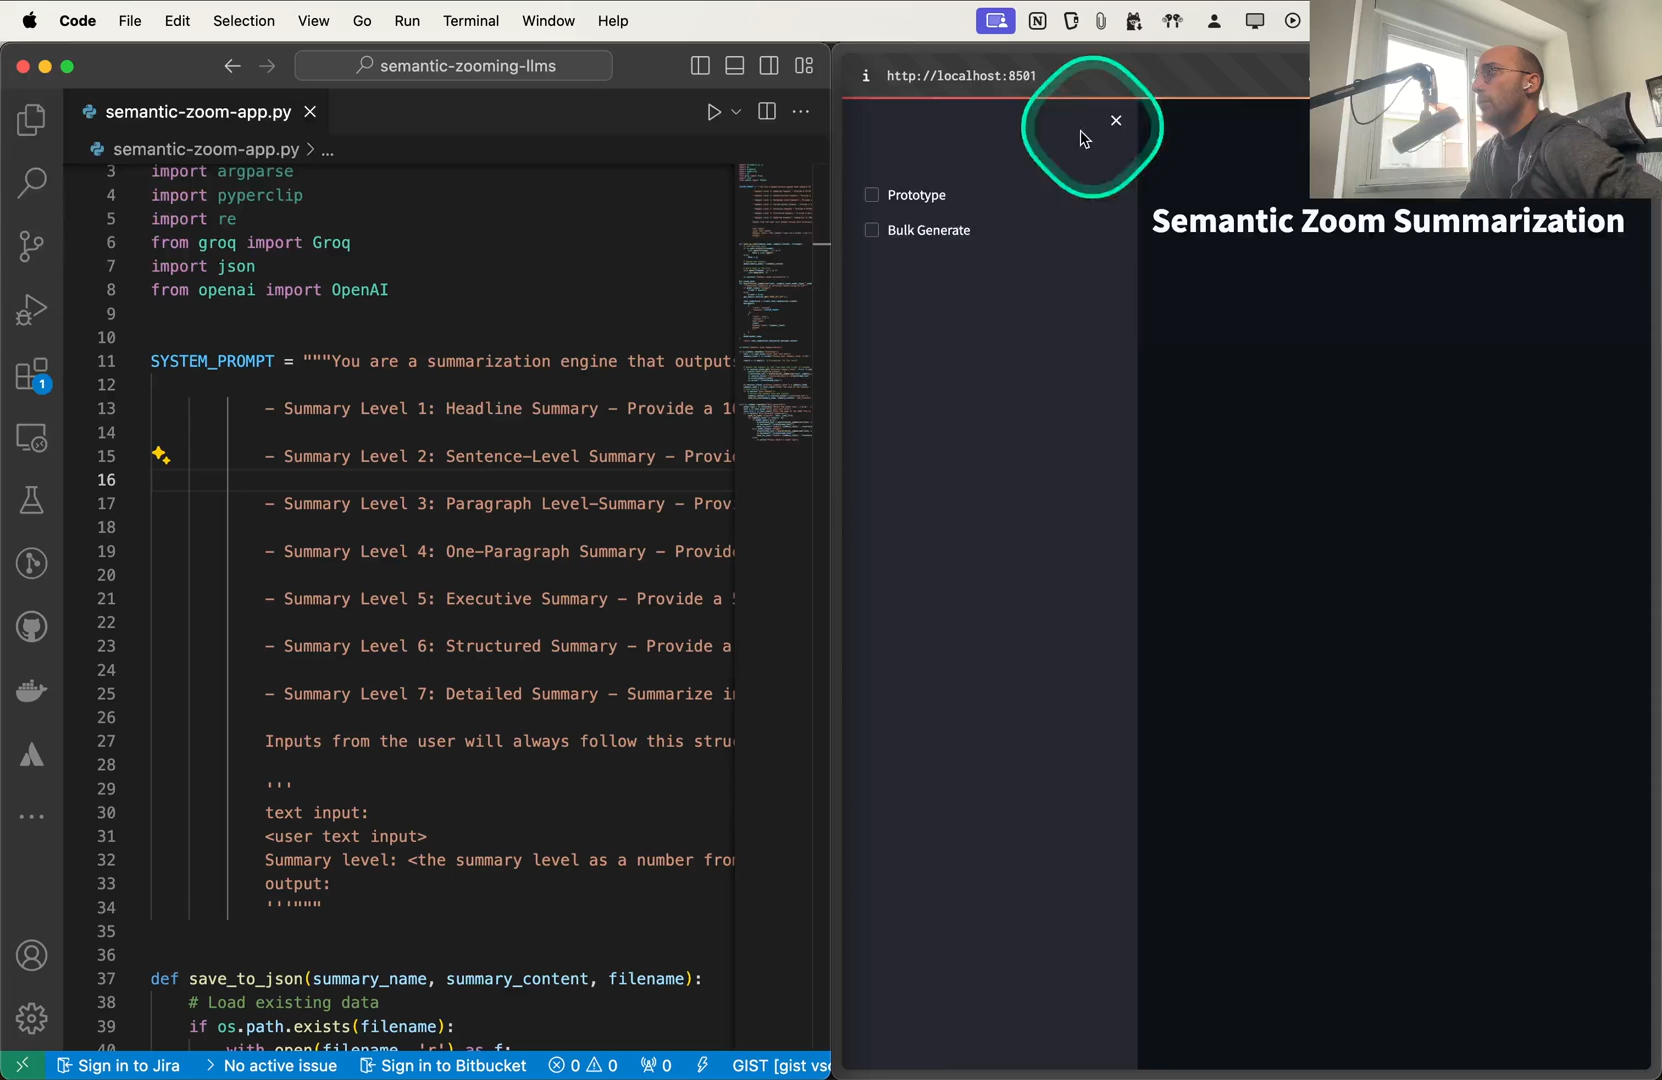 Code File Edit Selection View Go Run Terminal Window Help
semantic-zooming-llms
semantic-zoom-app.py
semantic-zoom-app.py > ...
3 import argparse
4 import pyperclip
5 import re
6 from groq import Groq
7 import json
8 from openai import OpenAI
9
10
11 SYSTEM_PROMPT = """You are a summarization engine that output
12
13 - Summary Level 1: Headline Summary - Provide a 10
14
15 - Summary Level 2: Sentence-Level Summary - Provi
16
17 - Summary Level 3: Paragraph Level-Summary - Prov
18
19 - Summary Level 4: One-Paragraph Summary - Provid
20
21 - Summary Level 5: Executive Summary - Provide a
22
23 - Summary Level 6: Structured Summary - Provide a
24
25 - Summary Level 7: Detailed Summary - Summarize i
26
27 Inputs from the user will always follow this stru
28
29 '''
30 text input:
31 <user text input>
32 Summary level: <the summary level as a number fro
33 output:
34 '''"""
35
36
37 def save_to_json(summary_name, summary_content, filename):
38 # Load existing data
39 if os.path.exists(filename):
40 with open(filename, 'r') as f:
1
Sign in to Jira > No active issue Sign in to Bitbucket 0 0 0 GIST [gist vsc
i http://localhost:8501
Prototype
Bulk Generate
Semantic Zoom Summarization